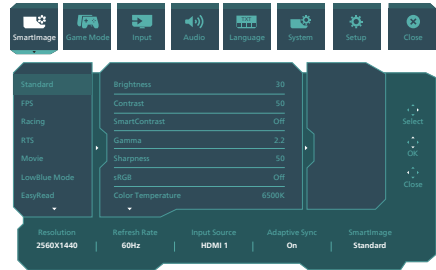 TXT
SmartImage Game Mode Input Audio Language System Setup Close
Standard Brightness 30
FPS Contrast 50
Racing SmartContrast Off
Select
RTS Gamma 2.2
OK
Movie Sharpness 50
LowBlue Mode sRGB Off
Close
EasyRead Color Temperature 6500K
Resolution Refresh Rate Input Source Adaptive Sync SmartImage
2560X1440 | 60Hz | HDMI 1 | On | Standard